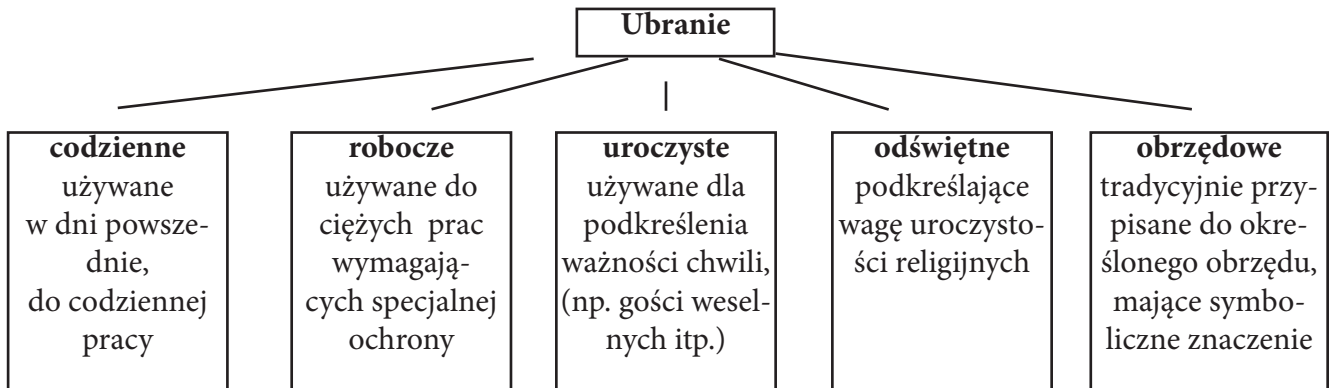 Ubranie
codzienne
używane
w dni powsze-
dnie,
do codziennej
pracy
robocze
używane do
ciężych prac
wymagają-
cych specjalnej
ochrony
uroczyste
używane dla
podkreślenia
ważności chwili,
(np. gości wesel-
nych itp.)
odświętne
podkreślające
wagę uroczysto-
ści religijnych
obrzędowe
tradycyjnie przy-
pisane do okre-
ślonego obrzędu,
mające symbo-
liczne znaczenie